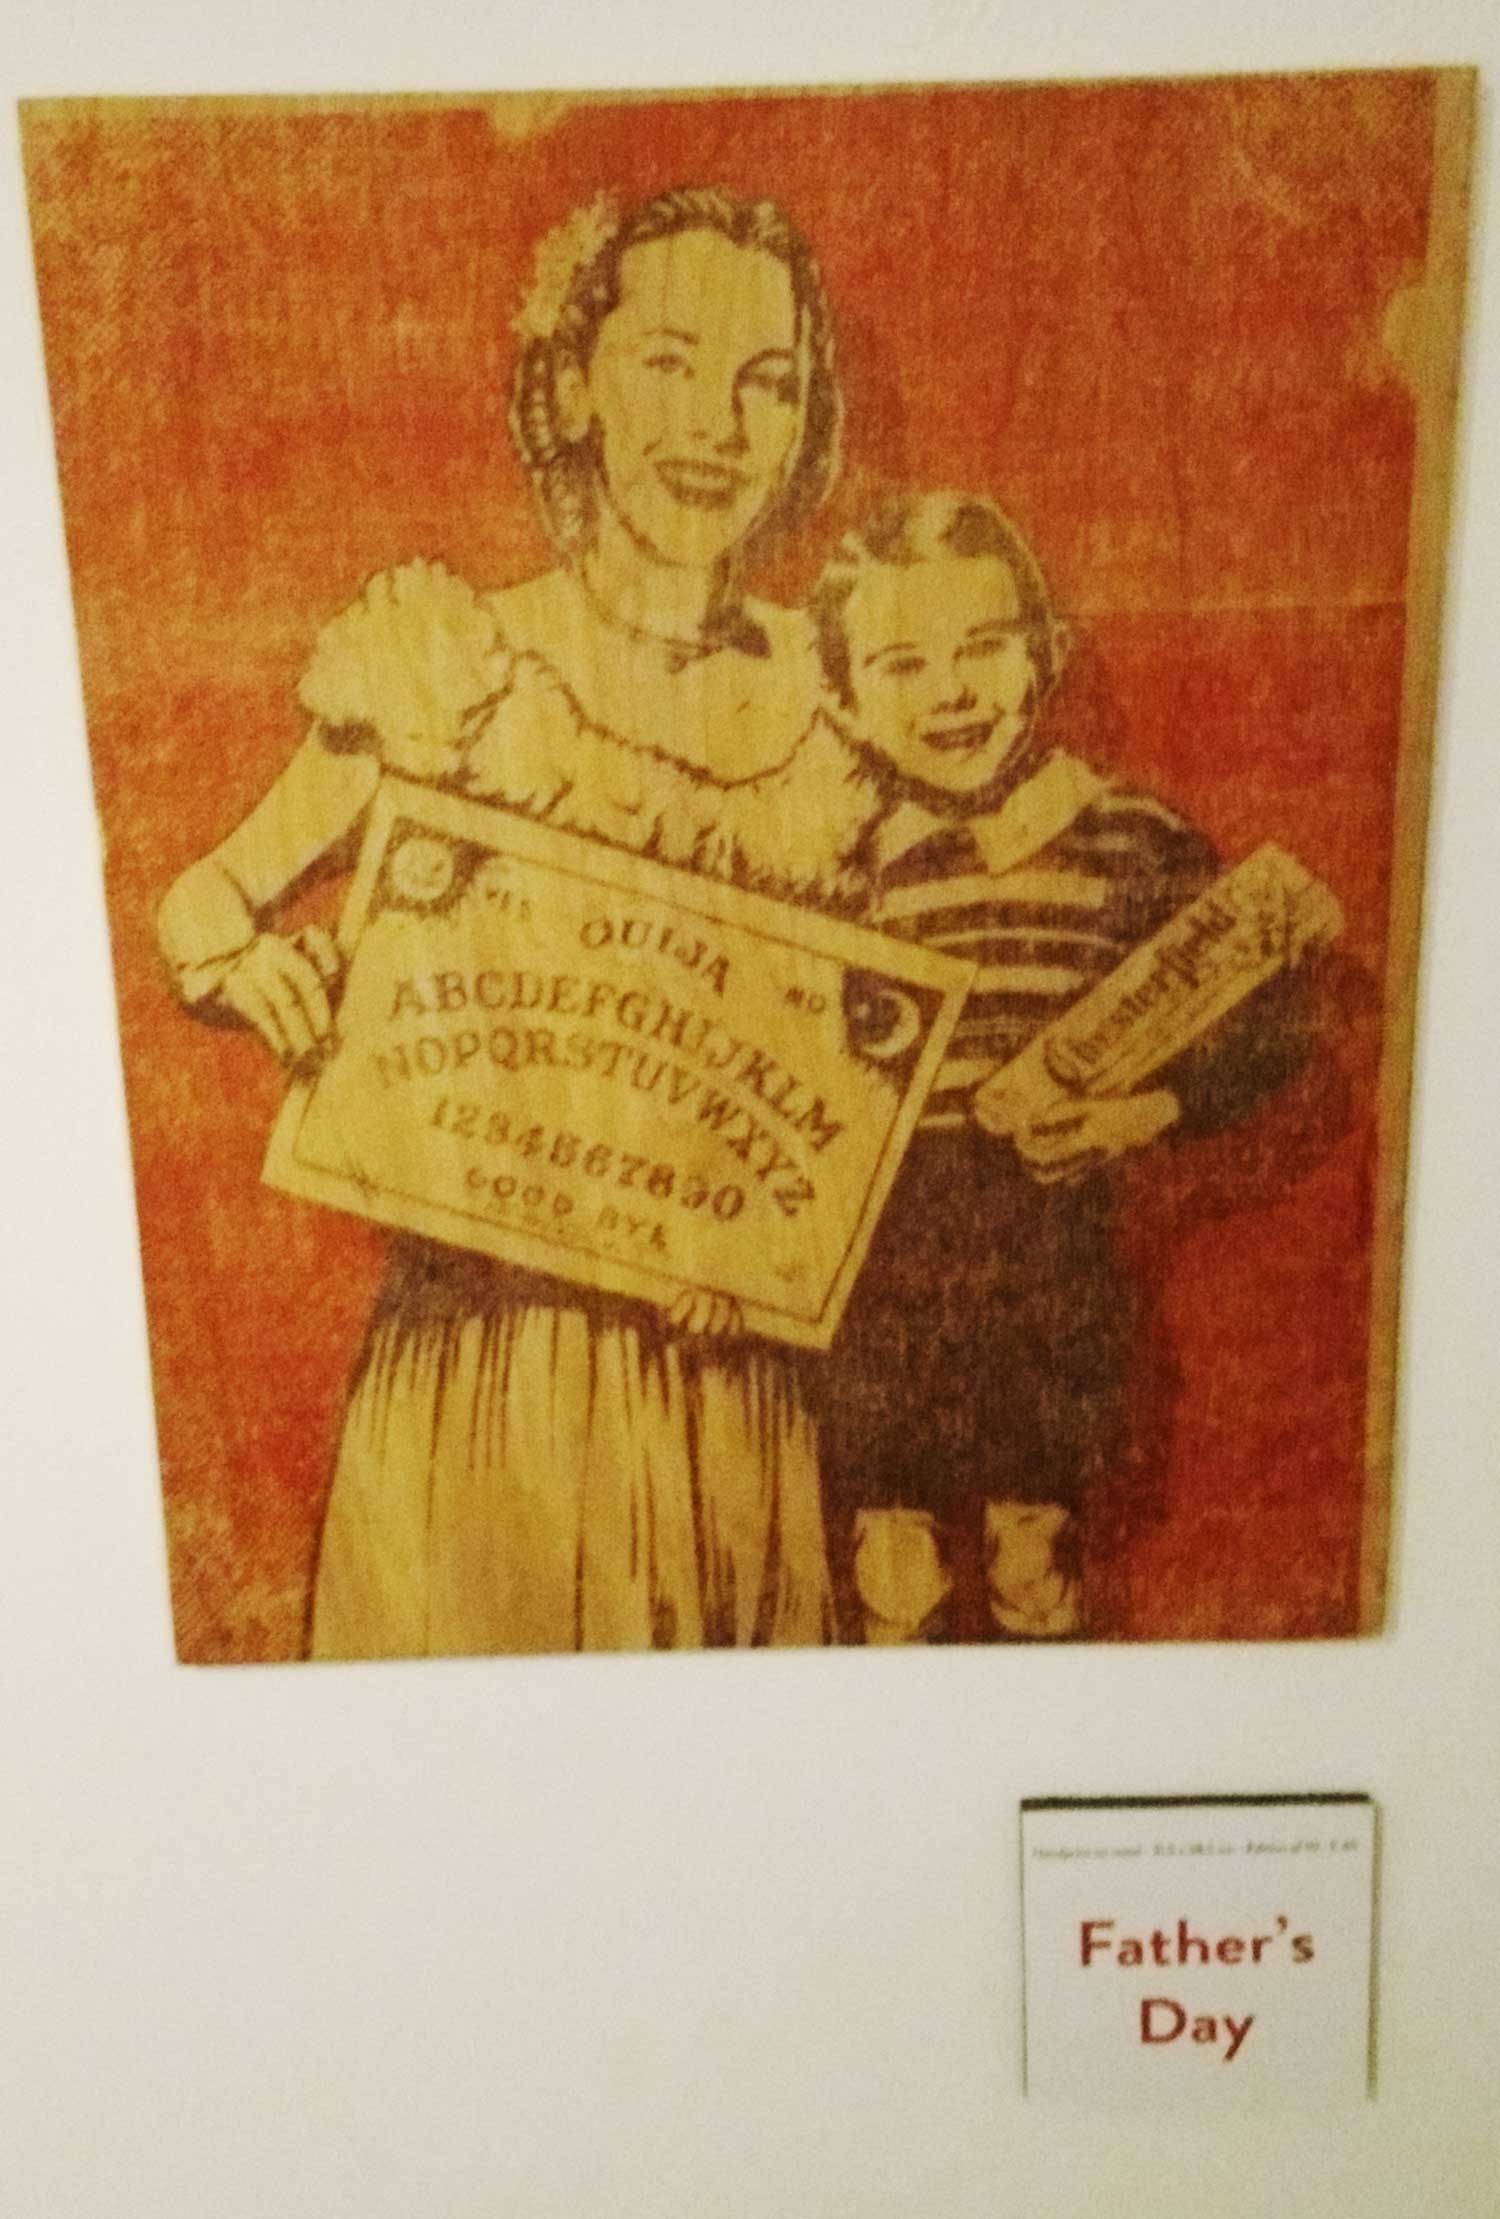 YES OUIJA NO
ABCDEFGHIJKLM
NOPQRSTUVWXYZ
1234567890
GOOD BYE
Chesterfield
Father's
Day